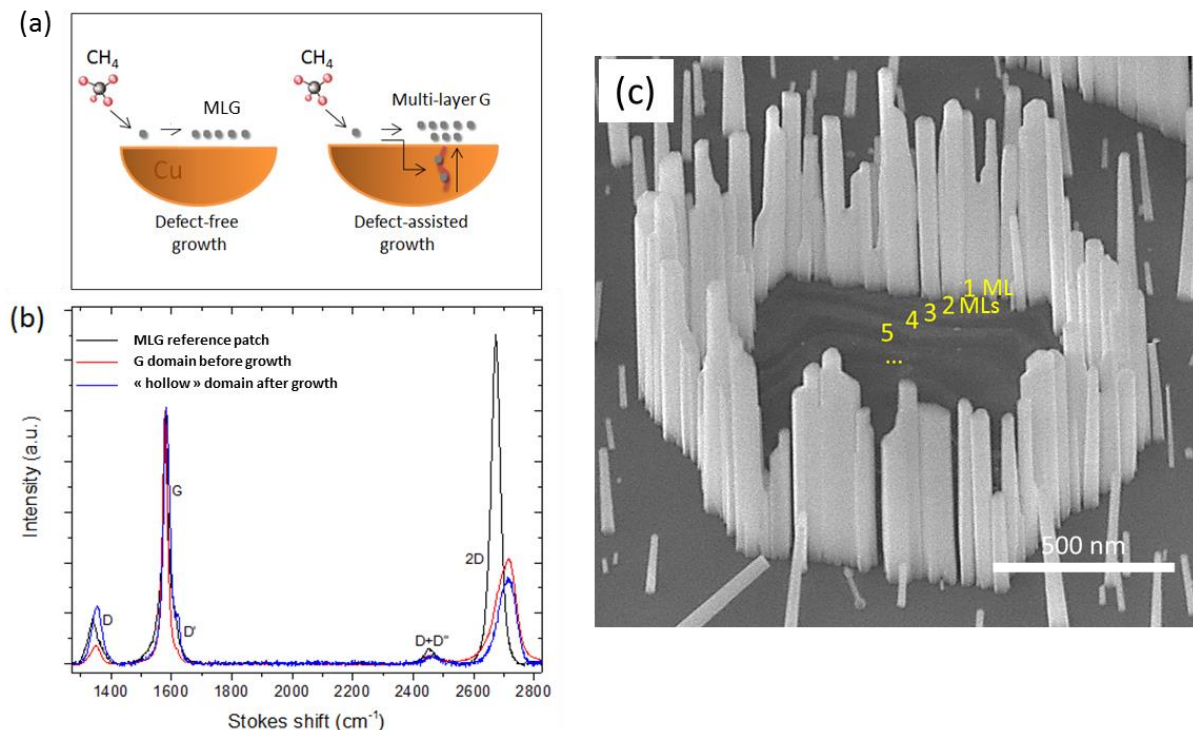 (a)
CH4
CH4
MLG
Multi-layer G
Cu
Defect-free
growth
Defect-assisted
growth
(b)
MLG reference patch
G domain before growth
« hollow » domain after growth
D
G
D'
D+D''
2D
Intensity (a.u.)
1400 1600 1800 2000 2200 2400 2600 2800
Stokes shift (cm-1)
(c)
1 ML
2 MLs
3
4
5
...
500 nm